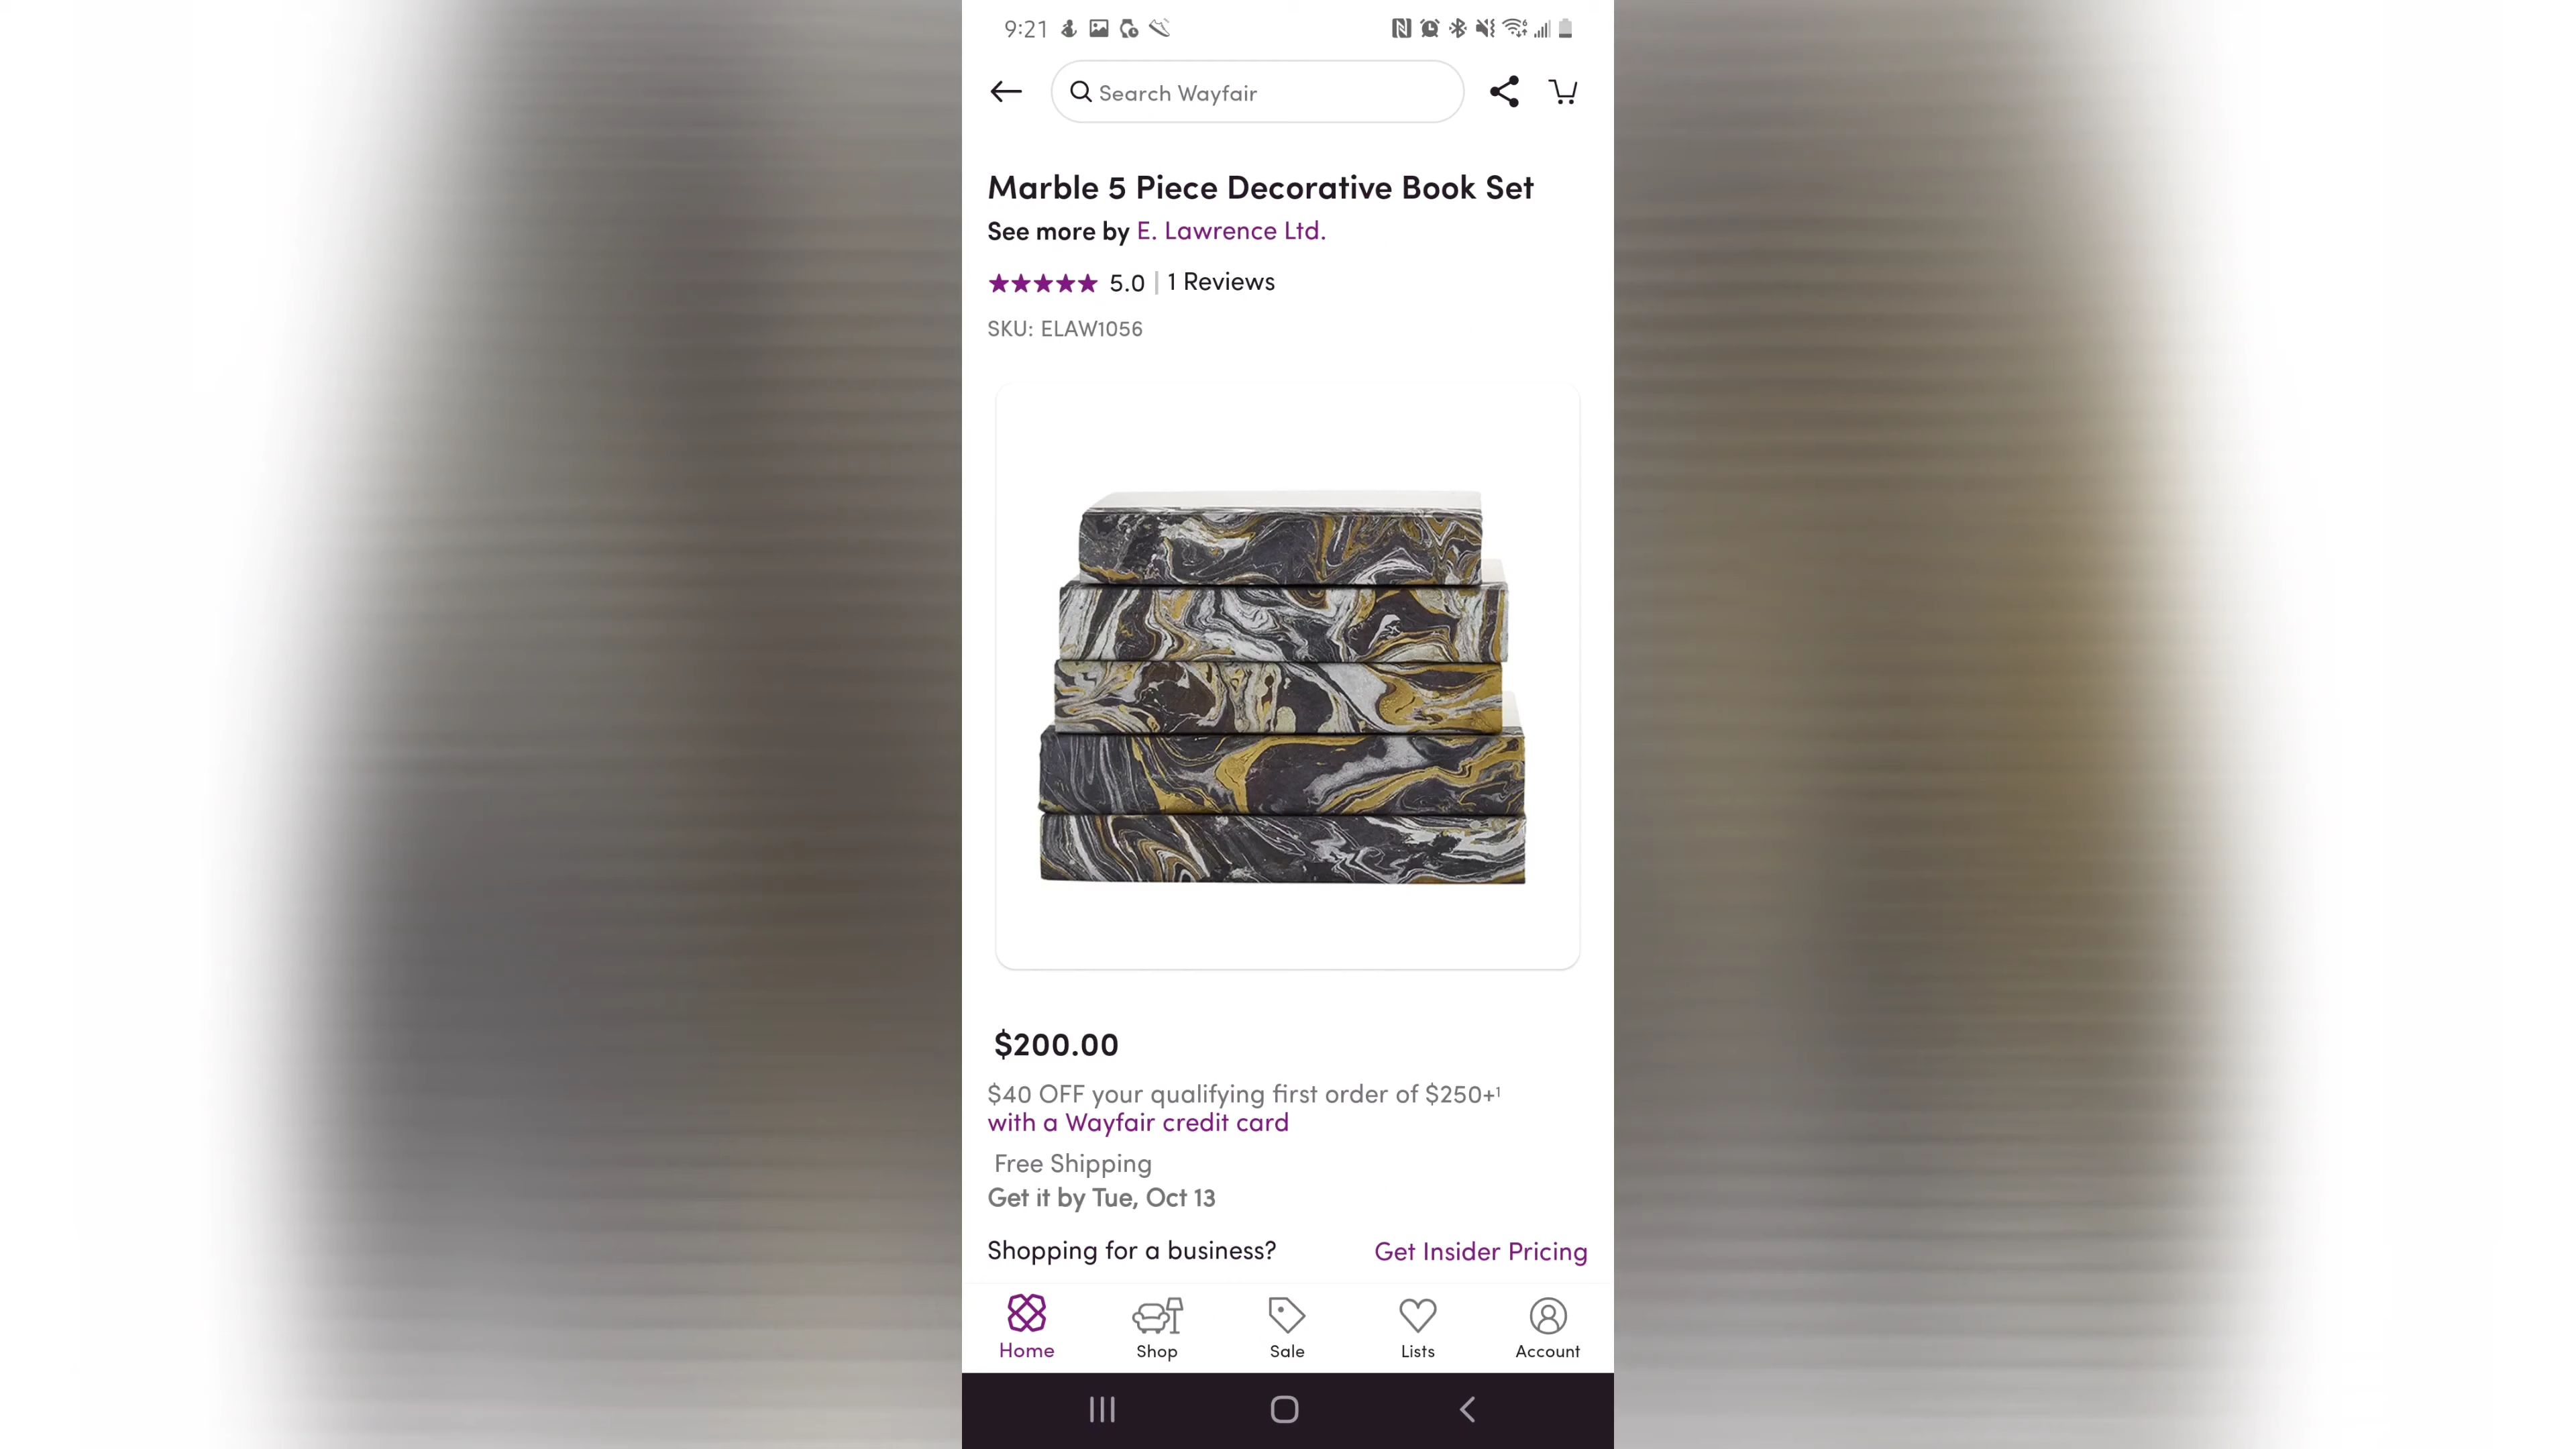 9:21
Search Wayfair
Marble 5 Piece Decorative Book Set
See more by E. Lawrence Ltd.
5.0 | 1 Reviews
SKU: ELAW1056
$200.00
$40 OFF your qualifying first order of $250+¹
with a Wayfair credit card
Free Shipping
Get it by Tue, Oct 13
Shopping for a business? Get Insider Pricing
Home Shop Sale Lists Account